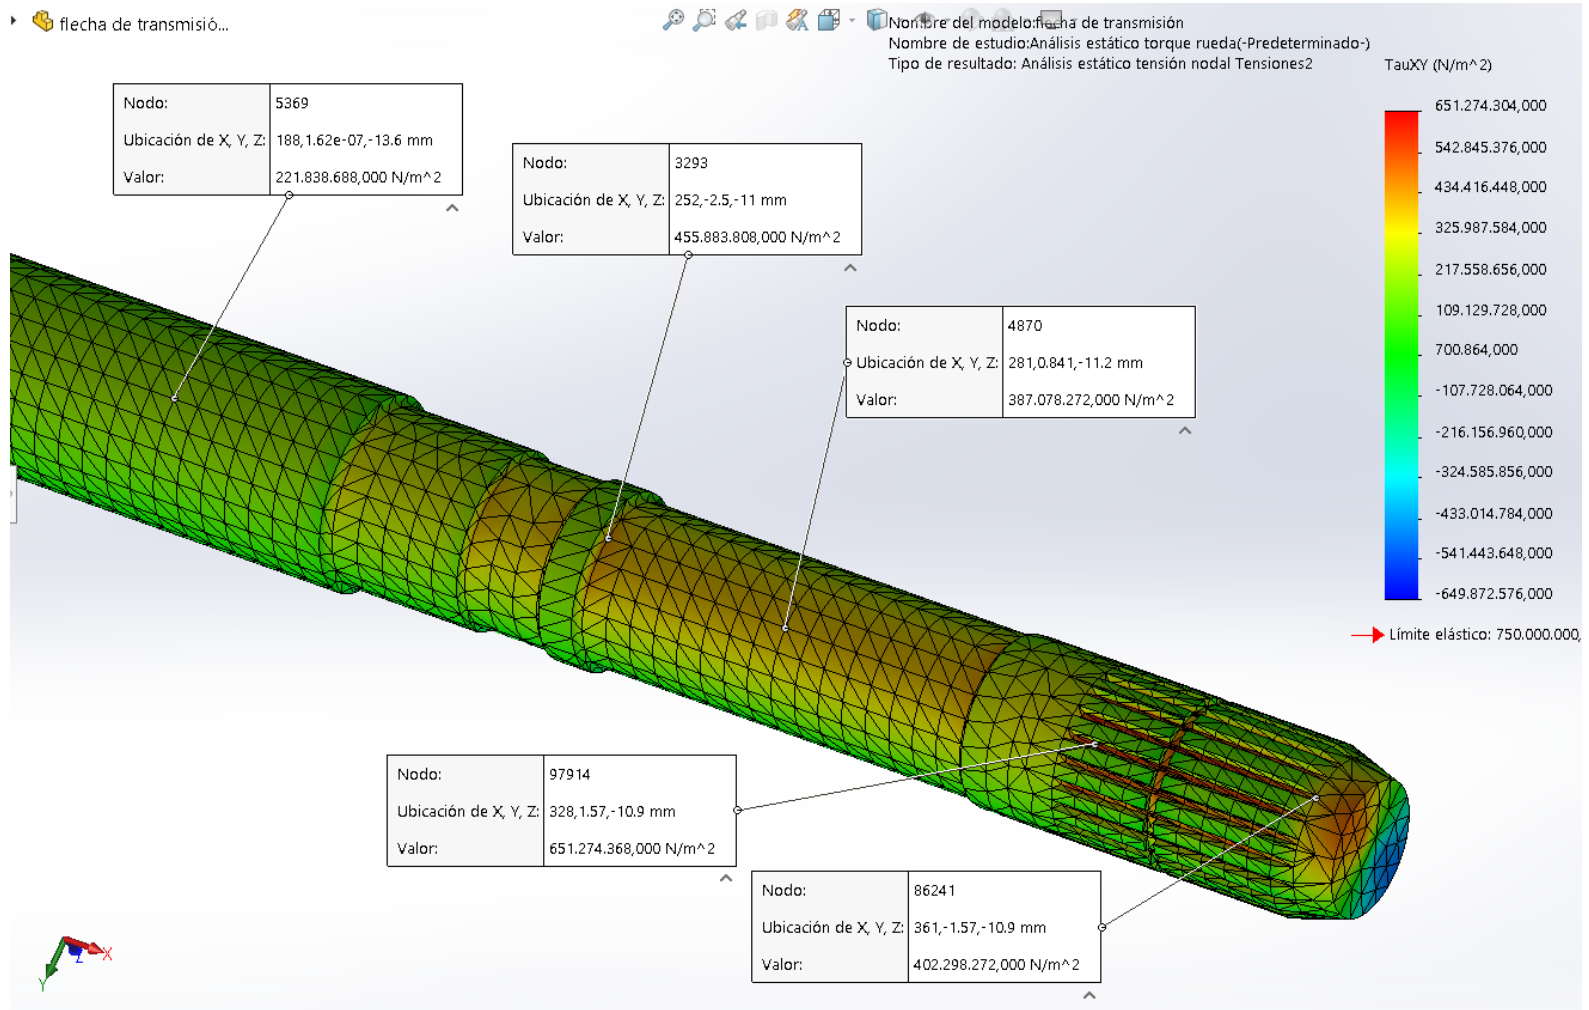 flecha de transmisió...
Nombre del modelo:flecha de transmisión
Nombre de estudio:Análisis estático torque rueda(-Predeterminado-)
Tipo de resultado: Análisis estático tensión nodal Tensiones2
TauXY (N/m^2)
651.274.304,000
542.845.376,000
434.416.448,000
325.987.584,000
217.558.656,000
109.129.728,000
700.864,000
-107.728.064,000
-216.156.960,000
-324.585.856,000
-433.014.784,000
-541.443.648,000
-649.872.576,000
Límite elástico: 750.000.000,
Nodo: 5369
Ubicación de X, Y, Z: 188,1.62e-07,-13.6 mm
Valor: 221.838.688,000 N/m^2
Nodo: 3293
Ubicación de X, Y, Z: 252,-2.5,-11 mm
Valor: 455.883.808,000 N/m^2
Nodo: 4870
Ubicación de X, Y, Z: 281,0.841,-11.2 mm
Valor: 387.078.272,000 N/m^2
Nodo: 97914
Ubicación de X, Y, Z: 328,1.57,-10.9 mm
Valor: 651.274.368,000 N/m^2
Nodo: 86241
Ubicación de X, Y, Z: 361,-1.57,-10.9 mm
Valor: 402.298.272,000 N/m^2
X
Z
Y